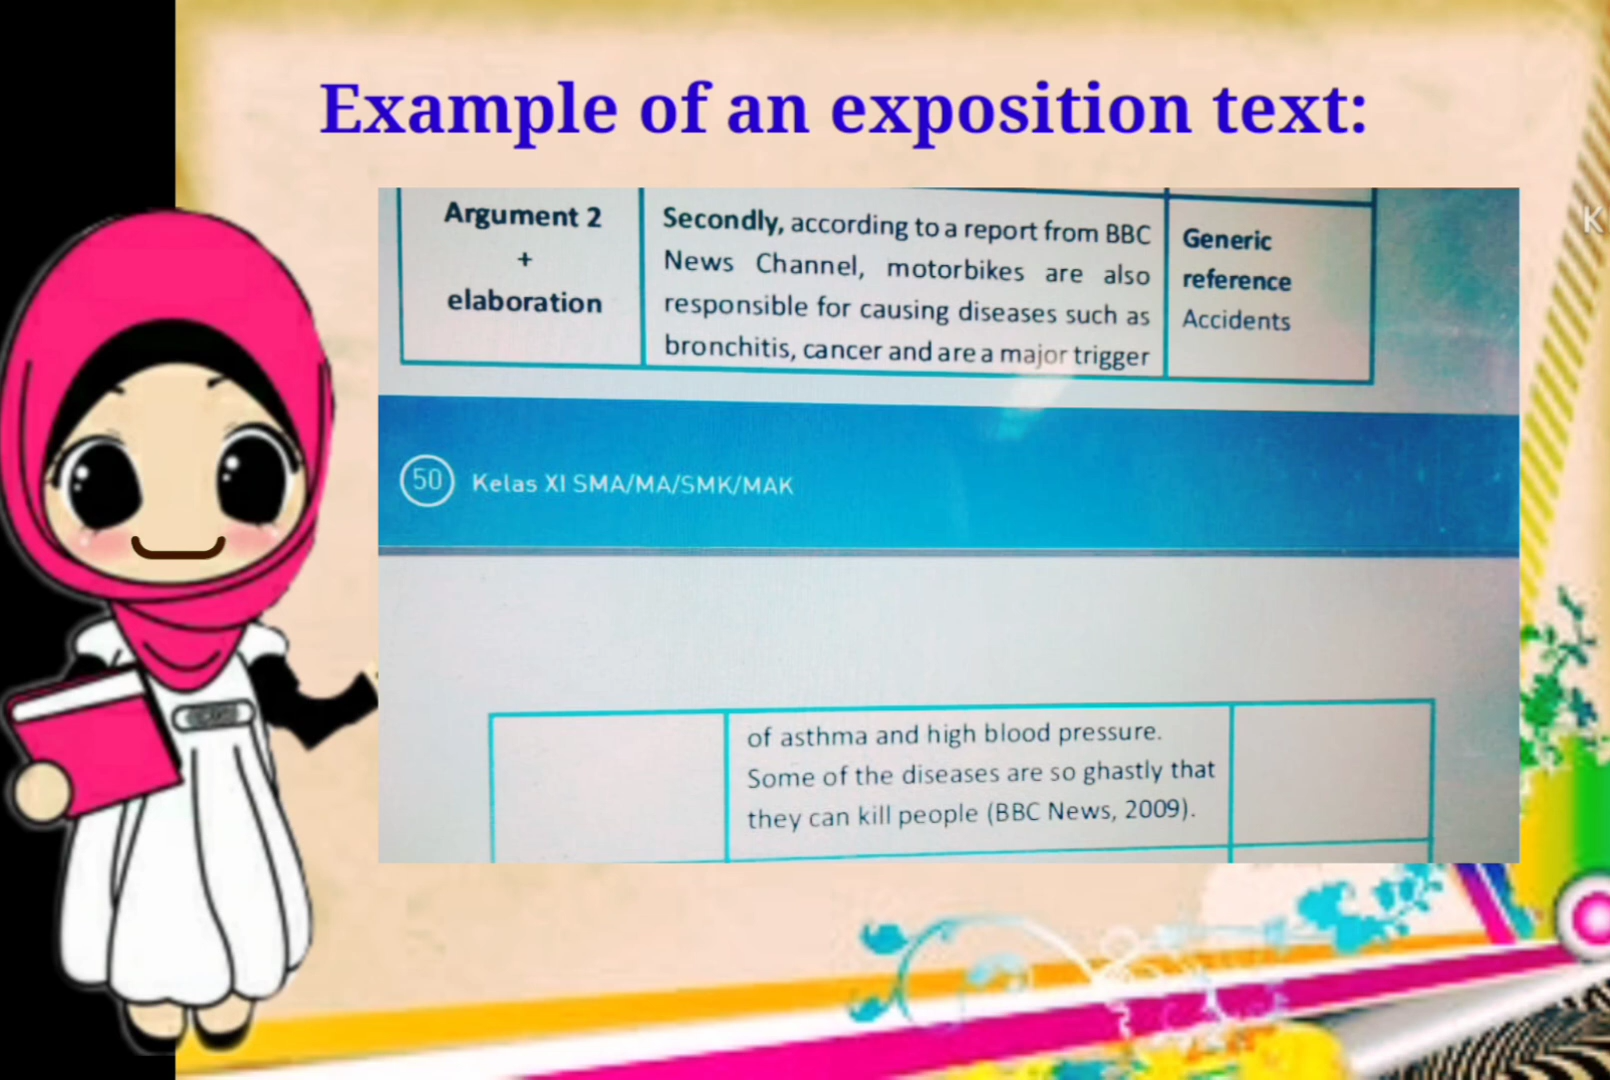 Example of an exposition text:
Argument 2
+
elaboration
Secondly, according to a report from BBC
News Channel, motorbikes are also
responsible for causing diseases such as
bronchitis, cancer and are a major trigger
Generic
reference
Accidents
50 Kelas XI SMA/MA/SMK/MAK
of asthma and high blood pressure.
Some of the diseases are so ghastly that
they can kill people (BBC News, 2009).
K